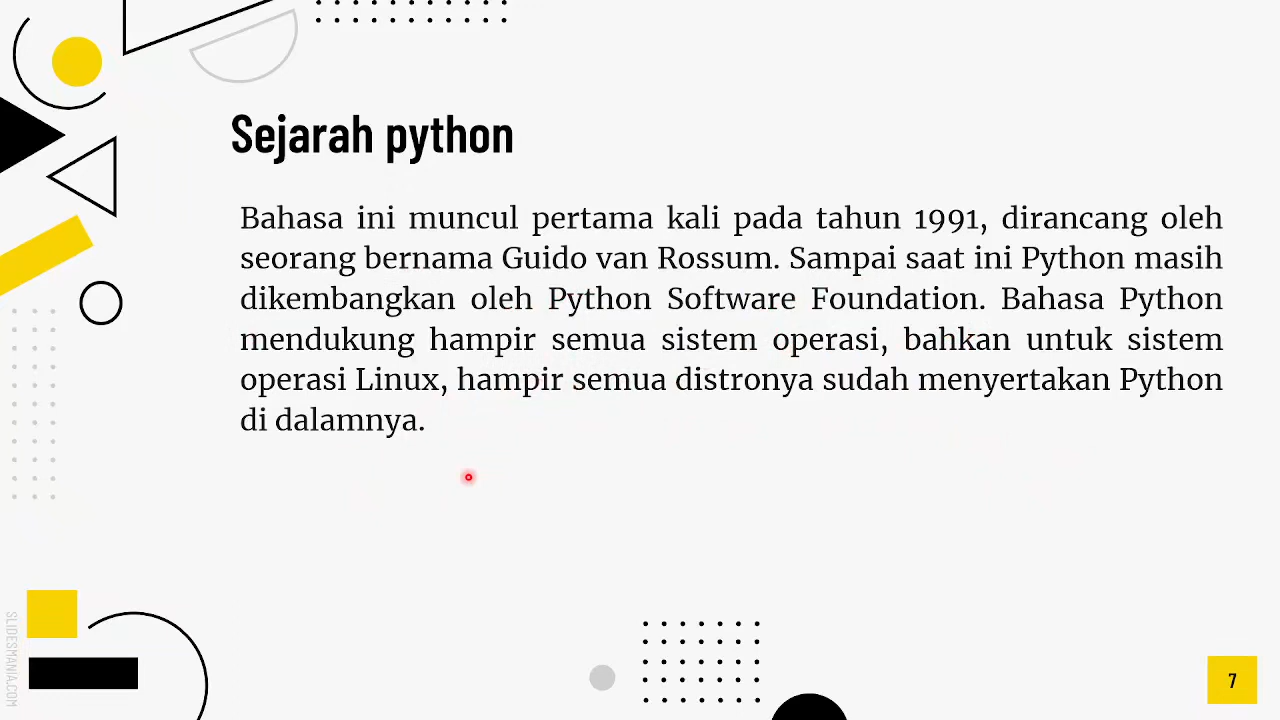 Sejarah python
Bahasa ini muncul pertama kali pada tahun 1991, dirancang oleh
seorang bernama Guido van Rossum. Sampai saat ini Python masih
dikembangkan oleh Python Software Foundation. Bahasa Python
mendukung hampir semua sistem operasi, bahkan untuk sistem
operasi Linux, hampir semua distronya sudah menyertakan Python
di dalamnya.
SLIDESMANIA.COM
7